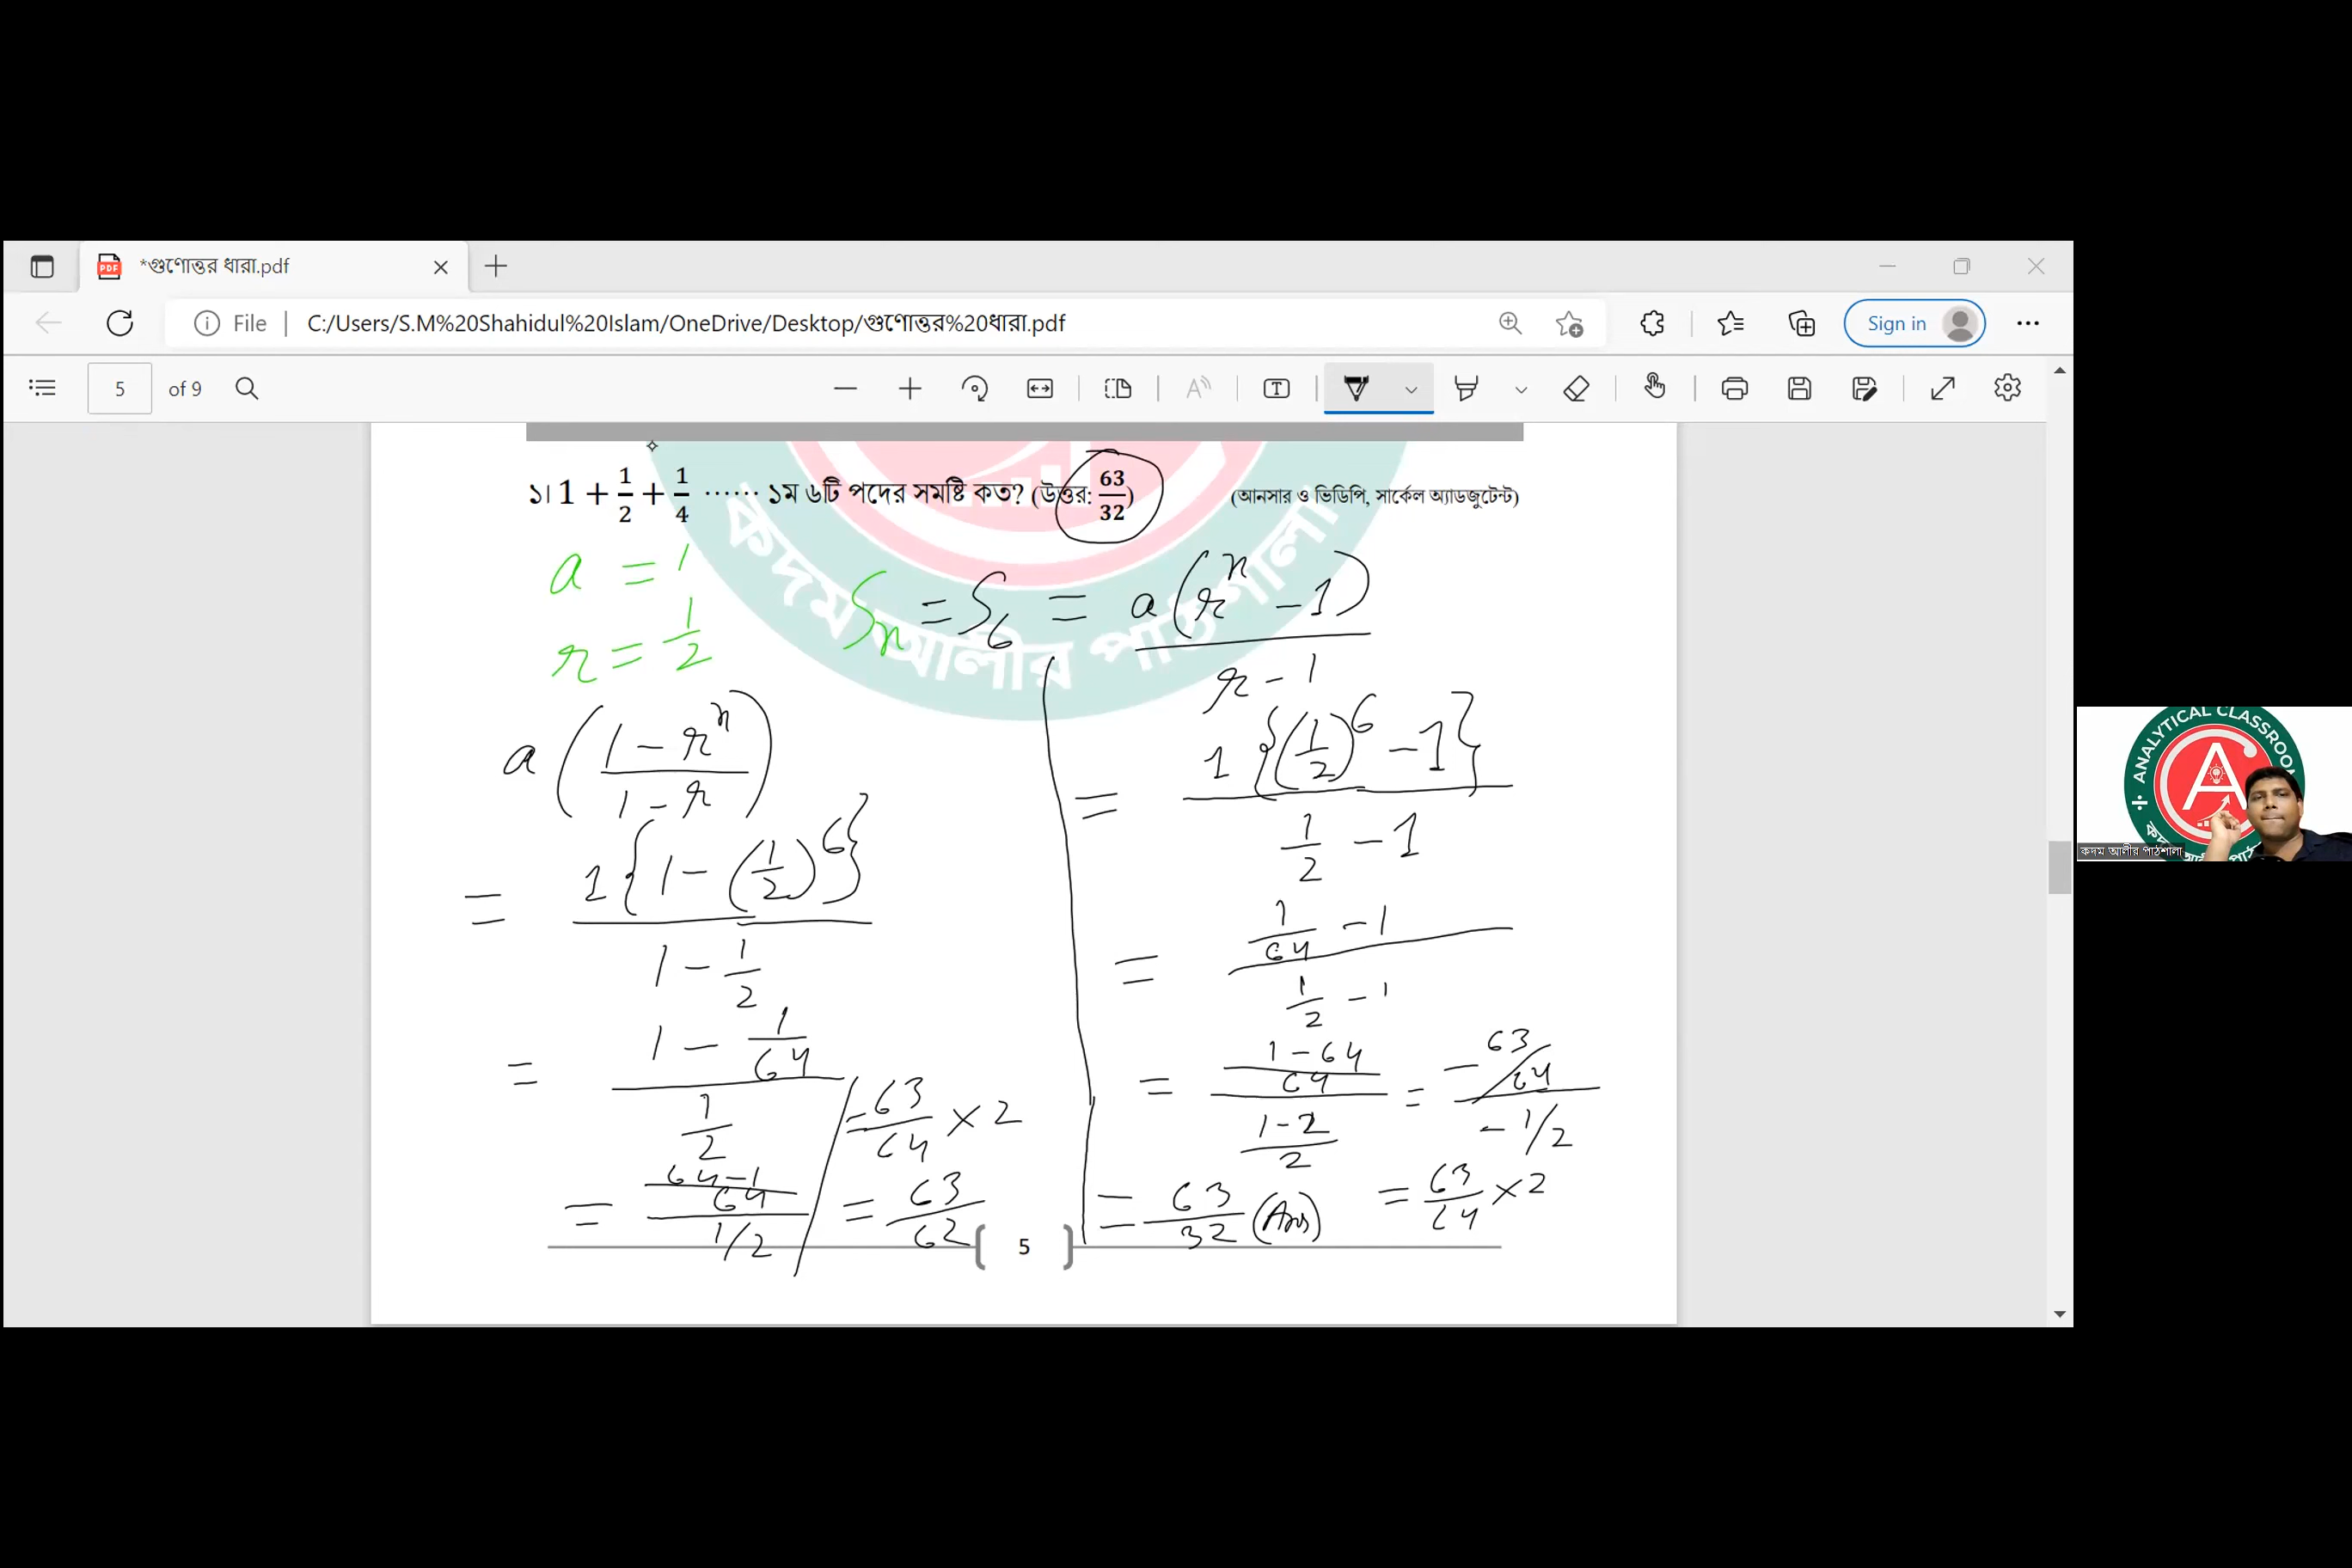 *গুণোত্তর ধারা.pdf
File C:/Users/S.M%20Shahidul%20Islam/OneDrive/Desktop/গুণোত্তর%20ধারা.pdf Sign in
5 of 9
১। 1 + 1/2 + 1/4 ...... ১ম ৬টি পদের সমষ্টি কত? (উত্তর: 63/32) (আনসার ও ভিডিপি, সার্কেল অ্যাডজুটেন্ট)
a = 1
r = 1/2
Sn = S6 = a(r^n - 1) / r - 1
a(1 - r^n / 1 - r)
= 1{1 - (1/2)^6} / 1 - 1/2
= 1 - 1/64 / 1/2
= 64-1/64 / 1/2
= 63/64 × 2
= 63/62
= 1{(1/2)^6 - 1} / 1/2 - 1
= 1/64 - 1 / 1/2 - 1
= 1-64/64 / 1-2/2 = - 63/64 / - 1/2
= 63/64 × 2
= 63/32 (Ans)
5
কদম আলীর পাঠশালা
ANALYTICAL CLASSROOM
কদম আলীর পাঠশালা